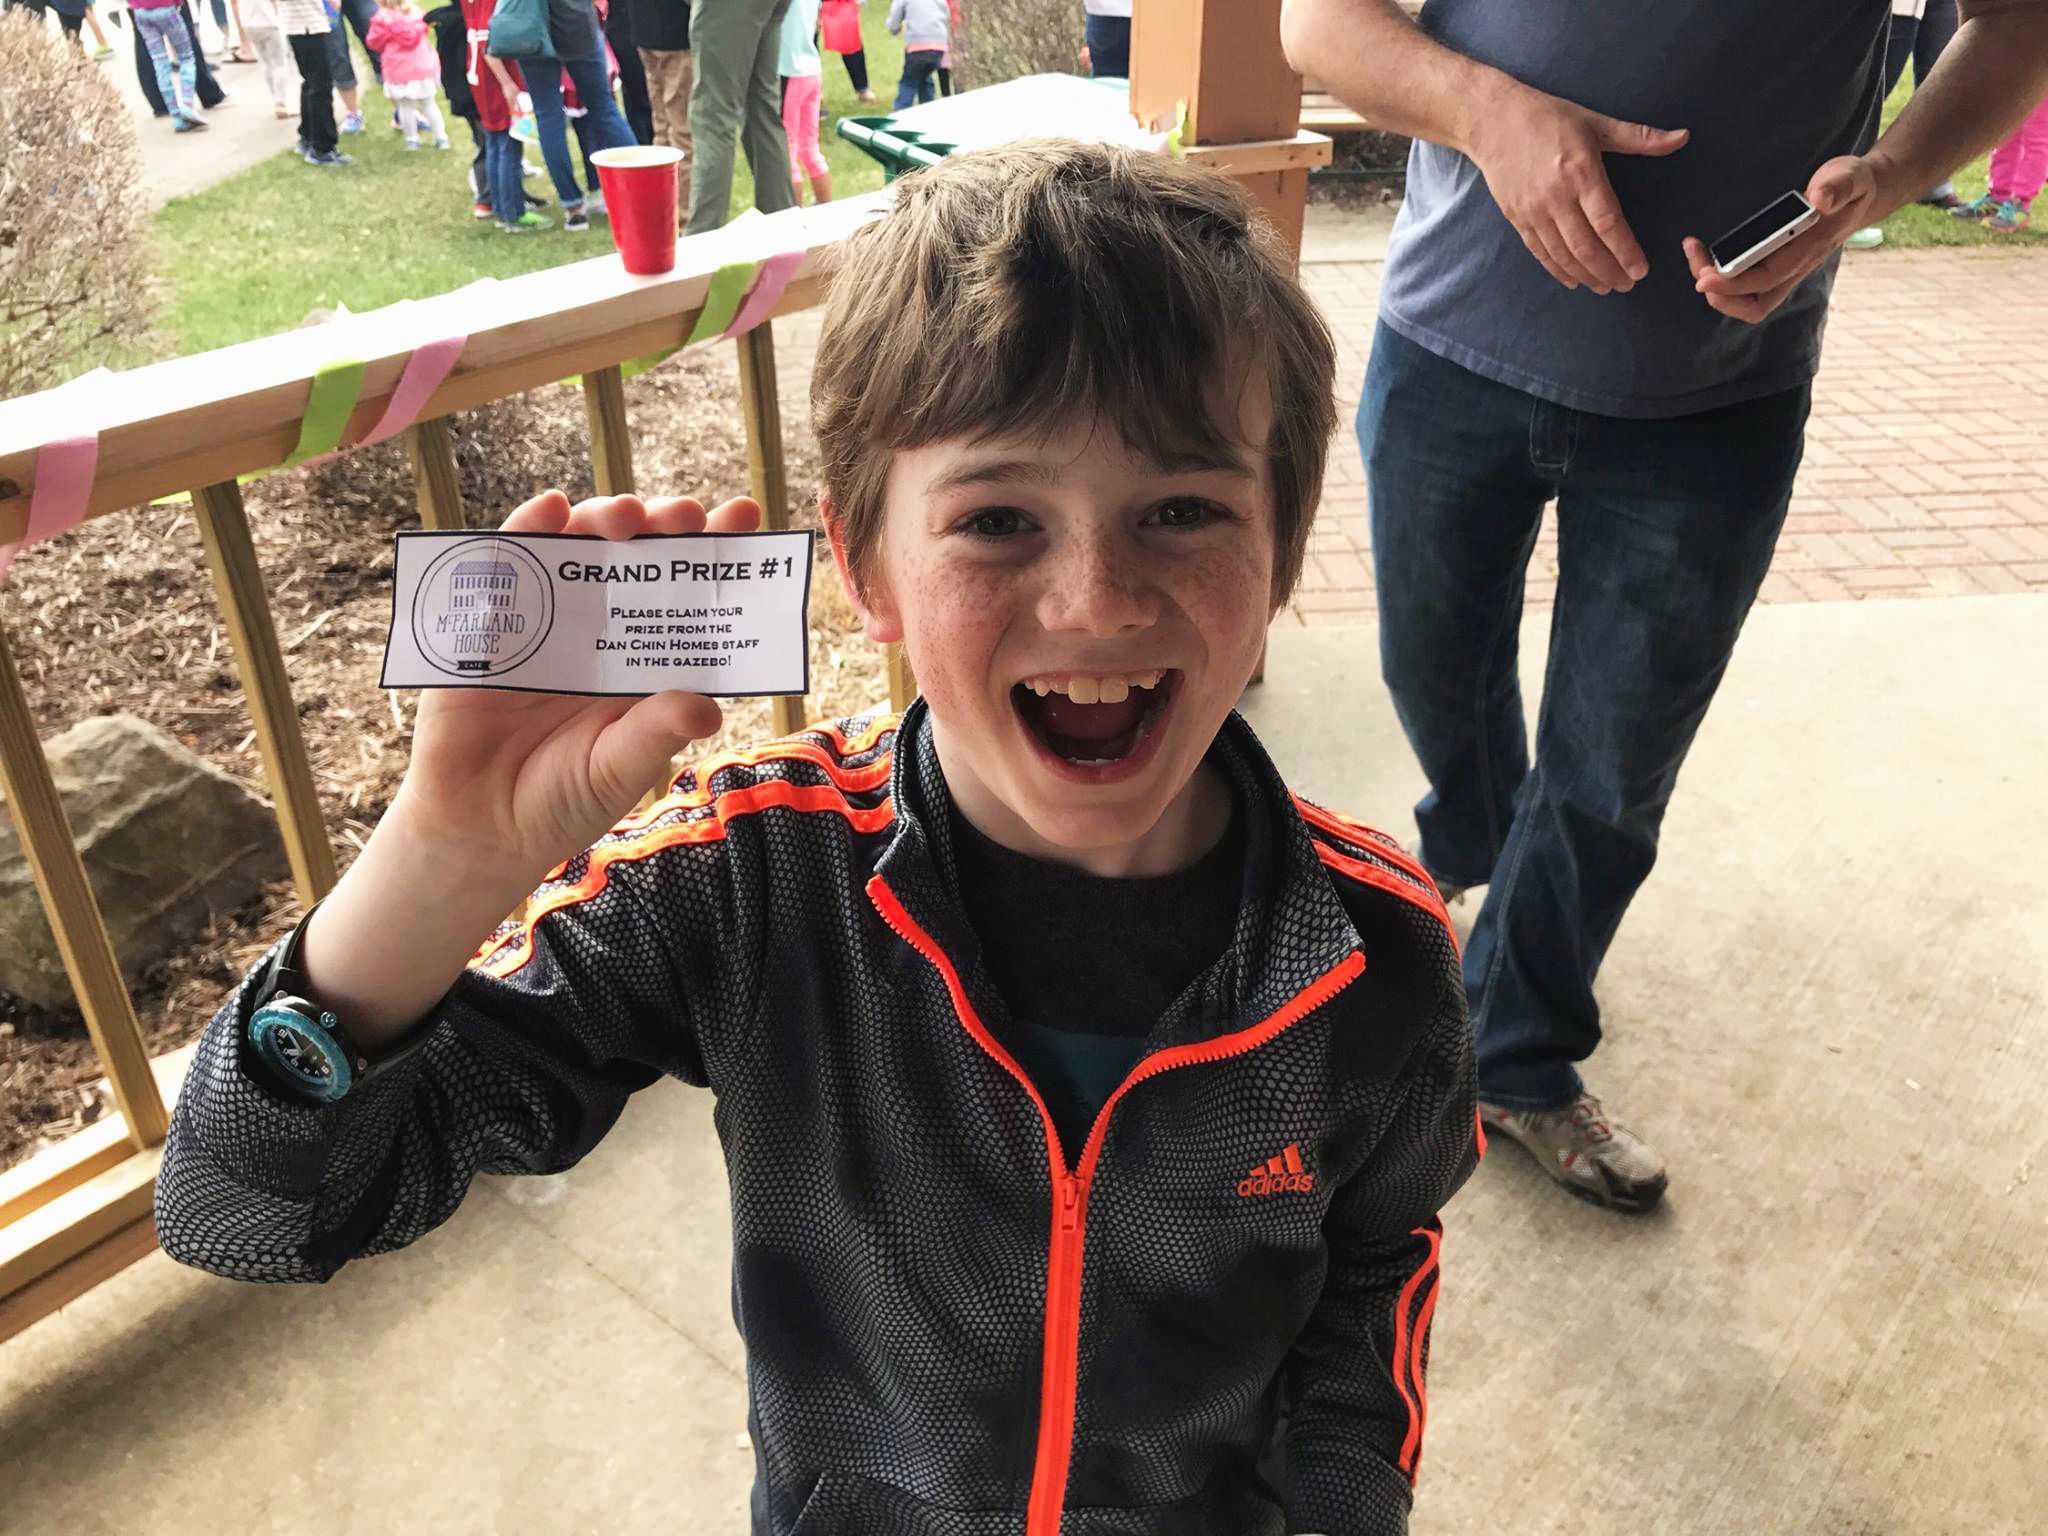 McFARLAND
HOUSE
CAFE
GRAND PRIZE #1
PLEASE CLAIM YOUR
PRIZE FROM THE
DAN CHIN HOMES STAFF
IN THE GAZEBO!
adidas